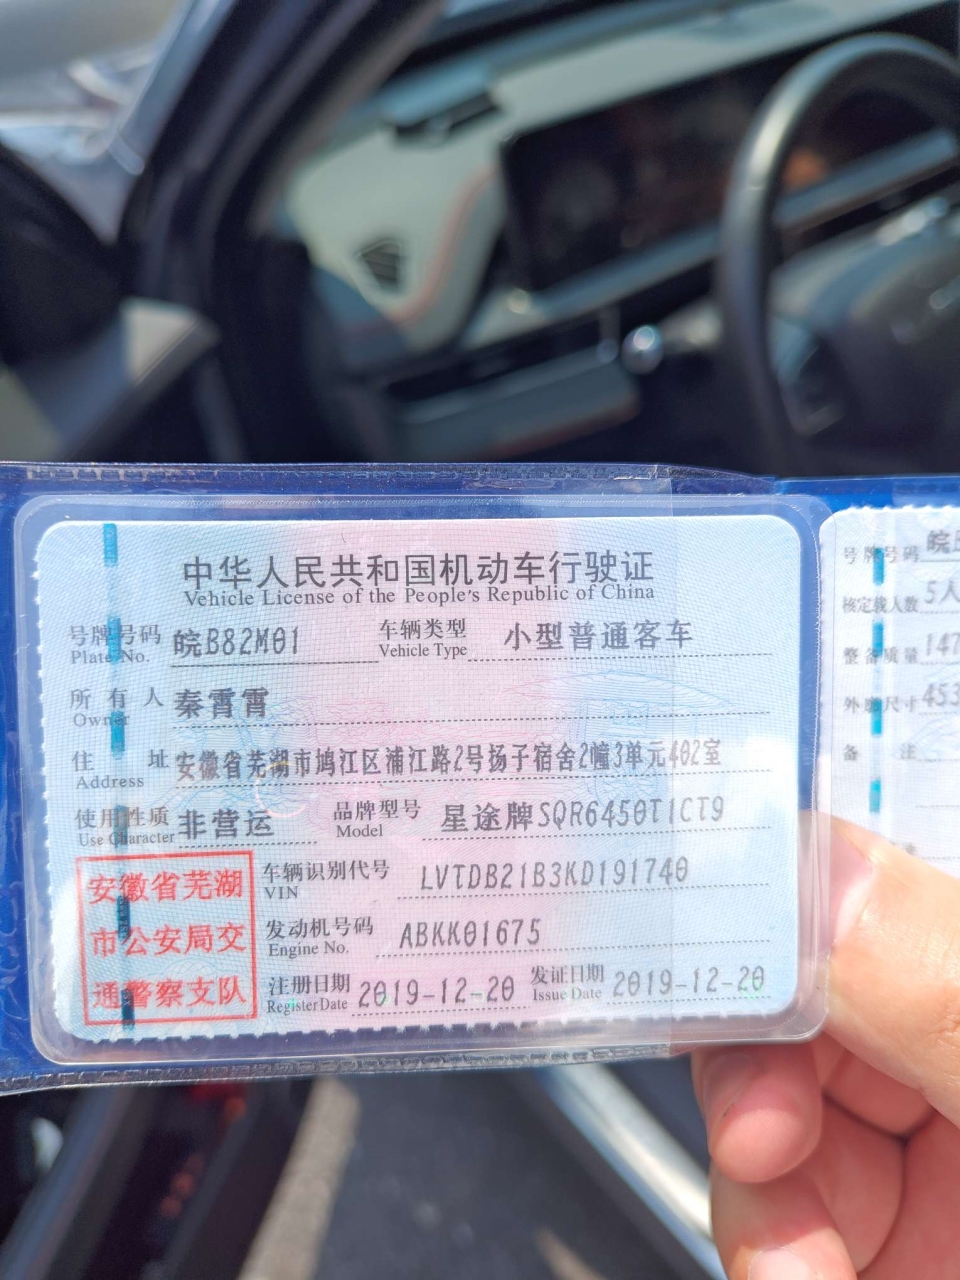 中华人民共和国机动车行驶证
Vehicle License of the People's Republic of China
号牌号码 皖B82M01 车辆类型 小型普通客车
Plate No. Vehicle Type
所有人 秦霄霄
Owner
住址 安徽省芜湖市鸠江区浦江路2号扬子宿舍2幢3单元402室
Address
使用性质 非营运 品牌型号 星途牌SQR6450T1CT9
Use Character Model
安徽省芜湖
市公安局交
通警察支队
车辆识别代号 LVTDB21B3KD191740
VIN
发动机号码 ABKK01675
Engine No.
注册日期 2019-12-20 发证日期 2019-12-20
Register Date Issue Date
号牌号码 皖B
核定载人数 5人
整备质量 147
外廓尺寸 453
备注